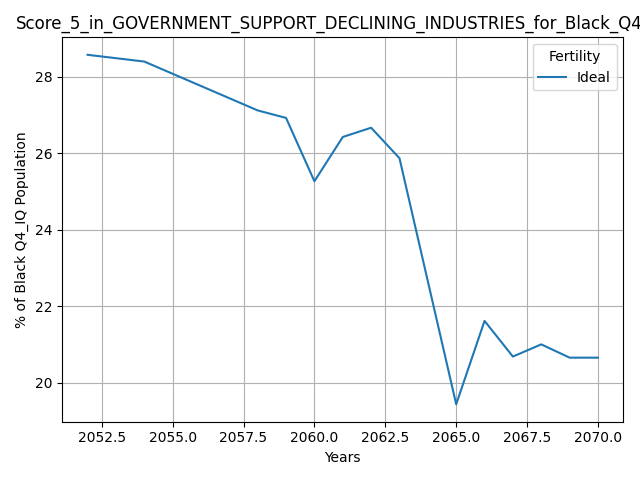 Score_5_in_GOVERNMENT_SUPPORT_DECLINING_INDUSTRIES_for_Black_Q4
Fertility
Ideal
% of Black Q4_IQ Population
28
26
24
22
20
2052.5 2055.0 2057.5 2060.0 2062.5 2065.0 2067.5 2070.0
Years